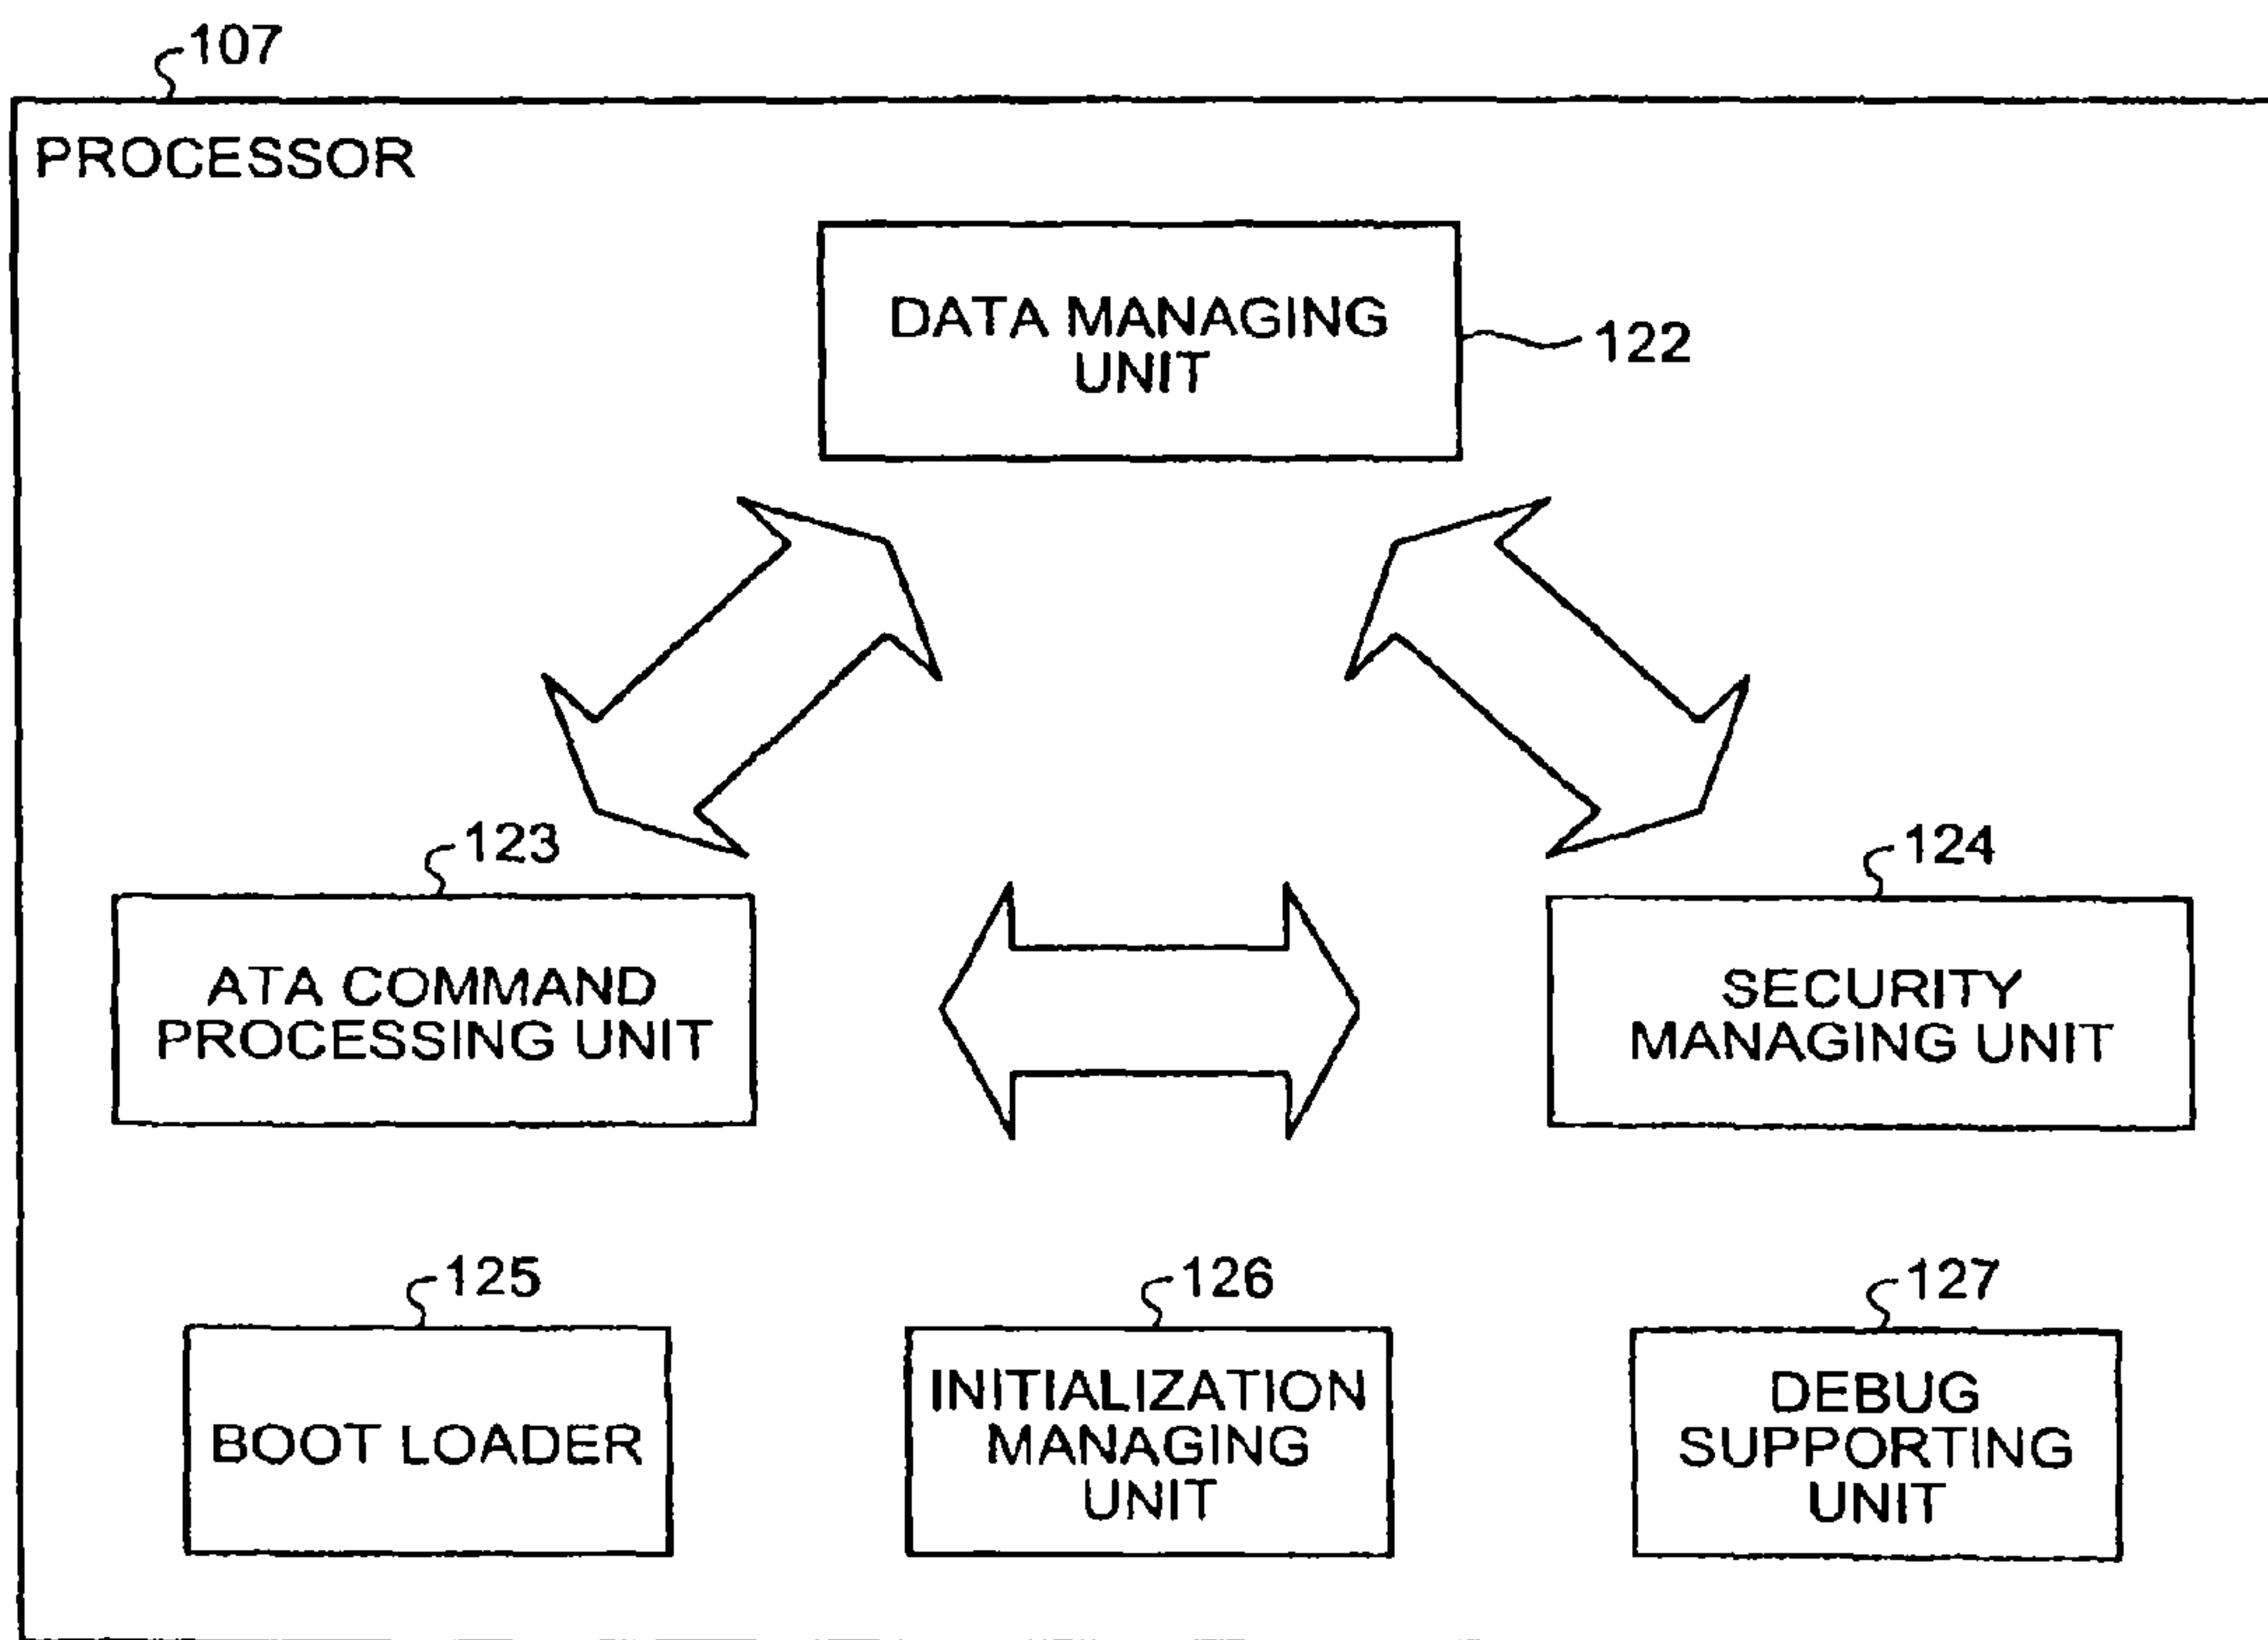 107
PROCESSOR
DATA MANAGING
UNIT
122
123
124
ATA COMMAND
PROCESSING UNIT
SECURITY
MANAGING UNIT
125
126
127
BOOT LOADER
INITIALIZATION
MANAGING
UNIT
DEBUG
SUPPORTING
UNIT